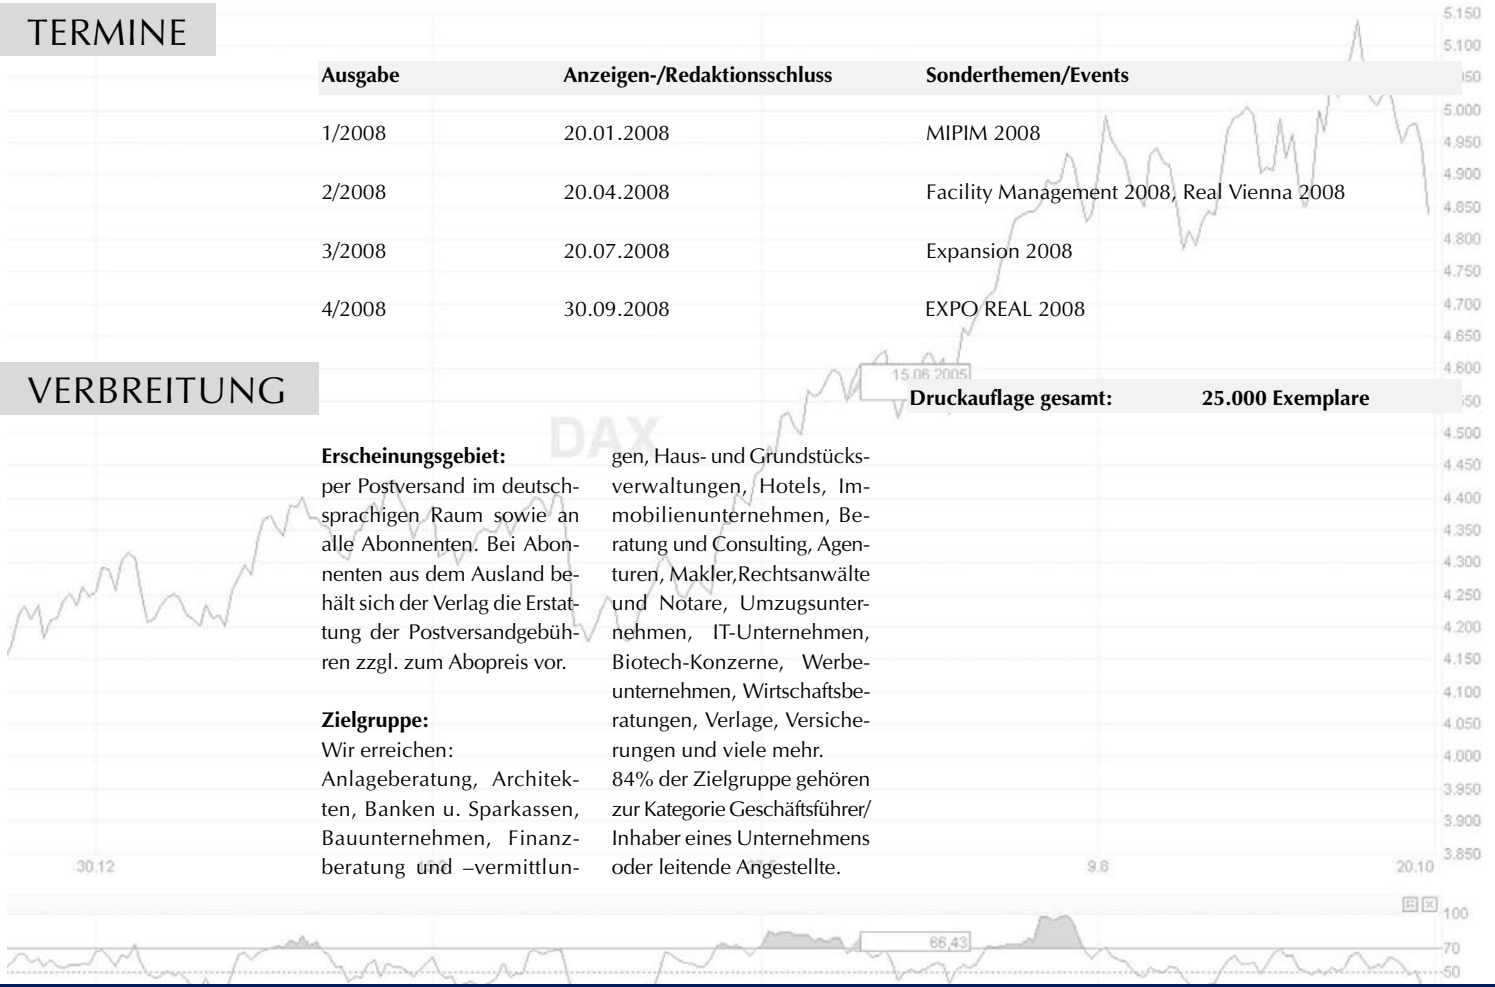 TERMINE
Ausgabe Anzeigen-/Redaktionsschluss Sonderthemen/Events
1/2008 20.01.2008 MIPIM 2008
2/2008 20.04.2008 Facility Management 2008, Real Vienna 2008
3/2008 20.07.2008 Expansion 2008
4/2008 30.09.2008 EXPO REAL 2008
VERBREITUNG
Druckauflage gesamt: 25.000 Exemplare
Erscheinungsgebiet:
per Postversand im deutsch-
sprachigen Raum sowie an
alle Abonnenten. Bei Abon-
nenten aus dem Ausland be-
hält sich der Verlag die Erstat-
tung der Postversandgebüh-
ren zzgl. zum Abopreis vor.
Zielgruppe:
Wir erreichen:
Anlageberatung, Architek-
ten, Banken u. Sparkassen,
Bauunternehmen, Finanz-
beratung und –vermittlun-
gen, Haus- und Grundstücks-
verwaltungen, Hotels, Im-
mobilienunternehmen, Be-
ratung und Consulting, Agen-
turen, Makler,Rechtsanwälte
und Notare, Umzugsunter-
nehmen, IT-Unternehmen,
Biotech-Konzerne, Werbe-
unternehmen, Wirtschaftsbe-
ratungen, Verlage, Versiche-
rungen und viele mehr.
84% der Zielgruppe gehören
zur Kategorie Geschäftsführer/
Inhaber eines Unternehmens
oder leitende Angestellte.
DAX
15.06.2005
5.150
5.100
5.000
4.950
4.900
4.850
4.800
4.750
4.700
4.650
4.600
4.500
4.450
4.400
4.350
4.300
4.250
4.200
4.150
4.100
4.050
4.000
3.950
3.900
3.850
30.12 9.8 20.10
66,43
100
70
50